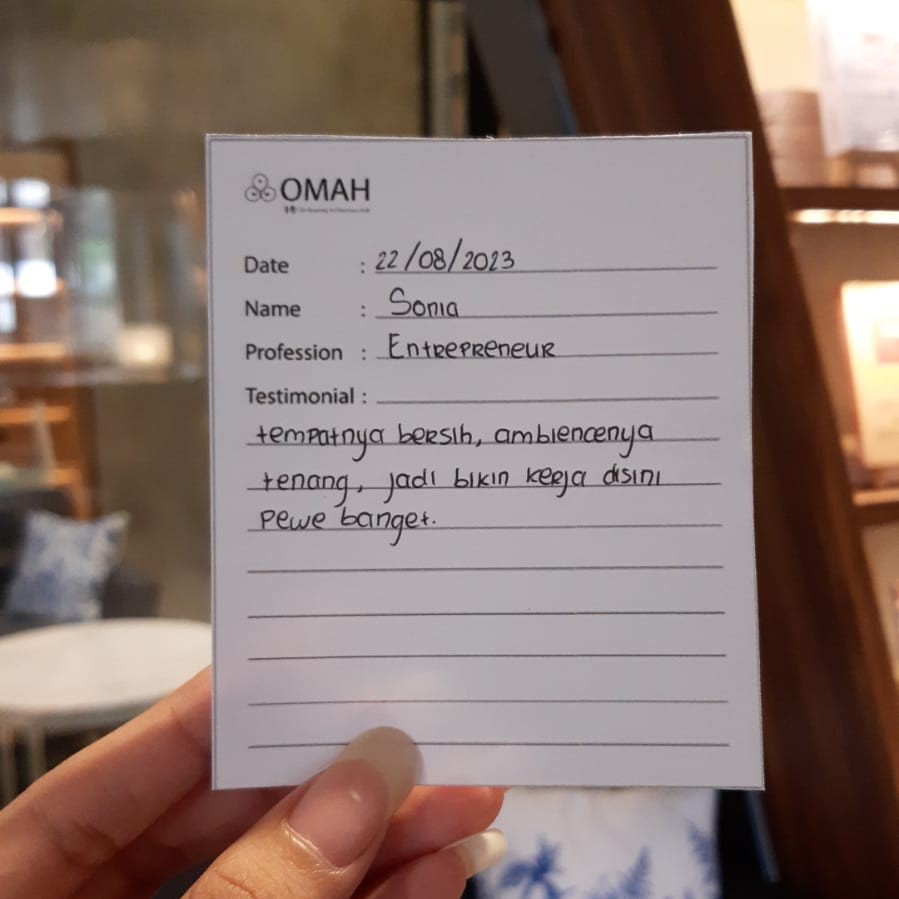 OMAH
Date : 22/08/2023
Name : Sonia
Profession : Entrepreneur
Testimonial :
tempatnya bersih, ambiencenya
tenang, jadi bikin kerja disini
pewe banget.